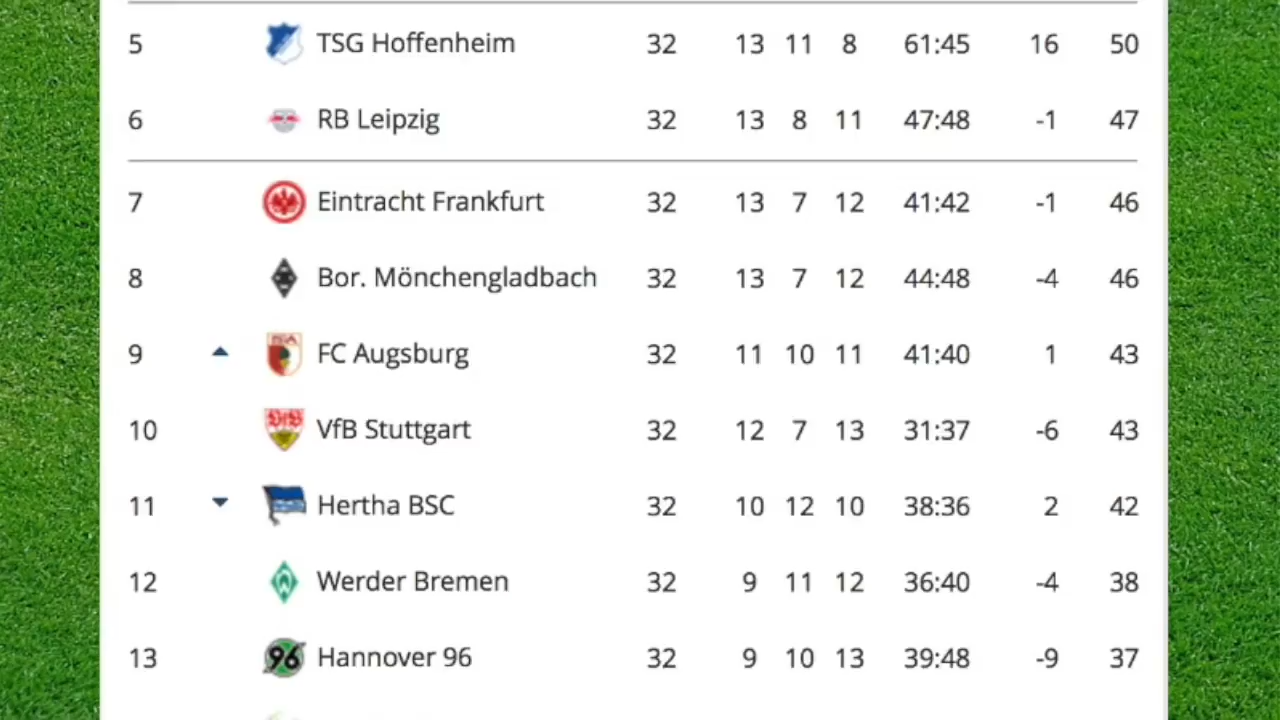 5 TSG Hoffenheim 32 13 11 8 61:45 16 50
6 RB Leipzig 32 13 8 11 47:48 -1 47
7 Eintracht Frankfurt 32 13 7 12 41:42 -1 46
8 Bor. Mönchengladbach 32 13 7 12 44:48 -4 46
9 FC Augsburg 32 11 10 11 41:40 1 43
10 VfB Stuttgart 32 12 7 13 31:37 -6 43
11 Hertha BSC 32 10 12 10 38:36 2 42
12 Werder Bremen 32 9 11 12 36:40 -4 38
96
13 Hannover 96 32 9 10 13 39:48 -9 37